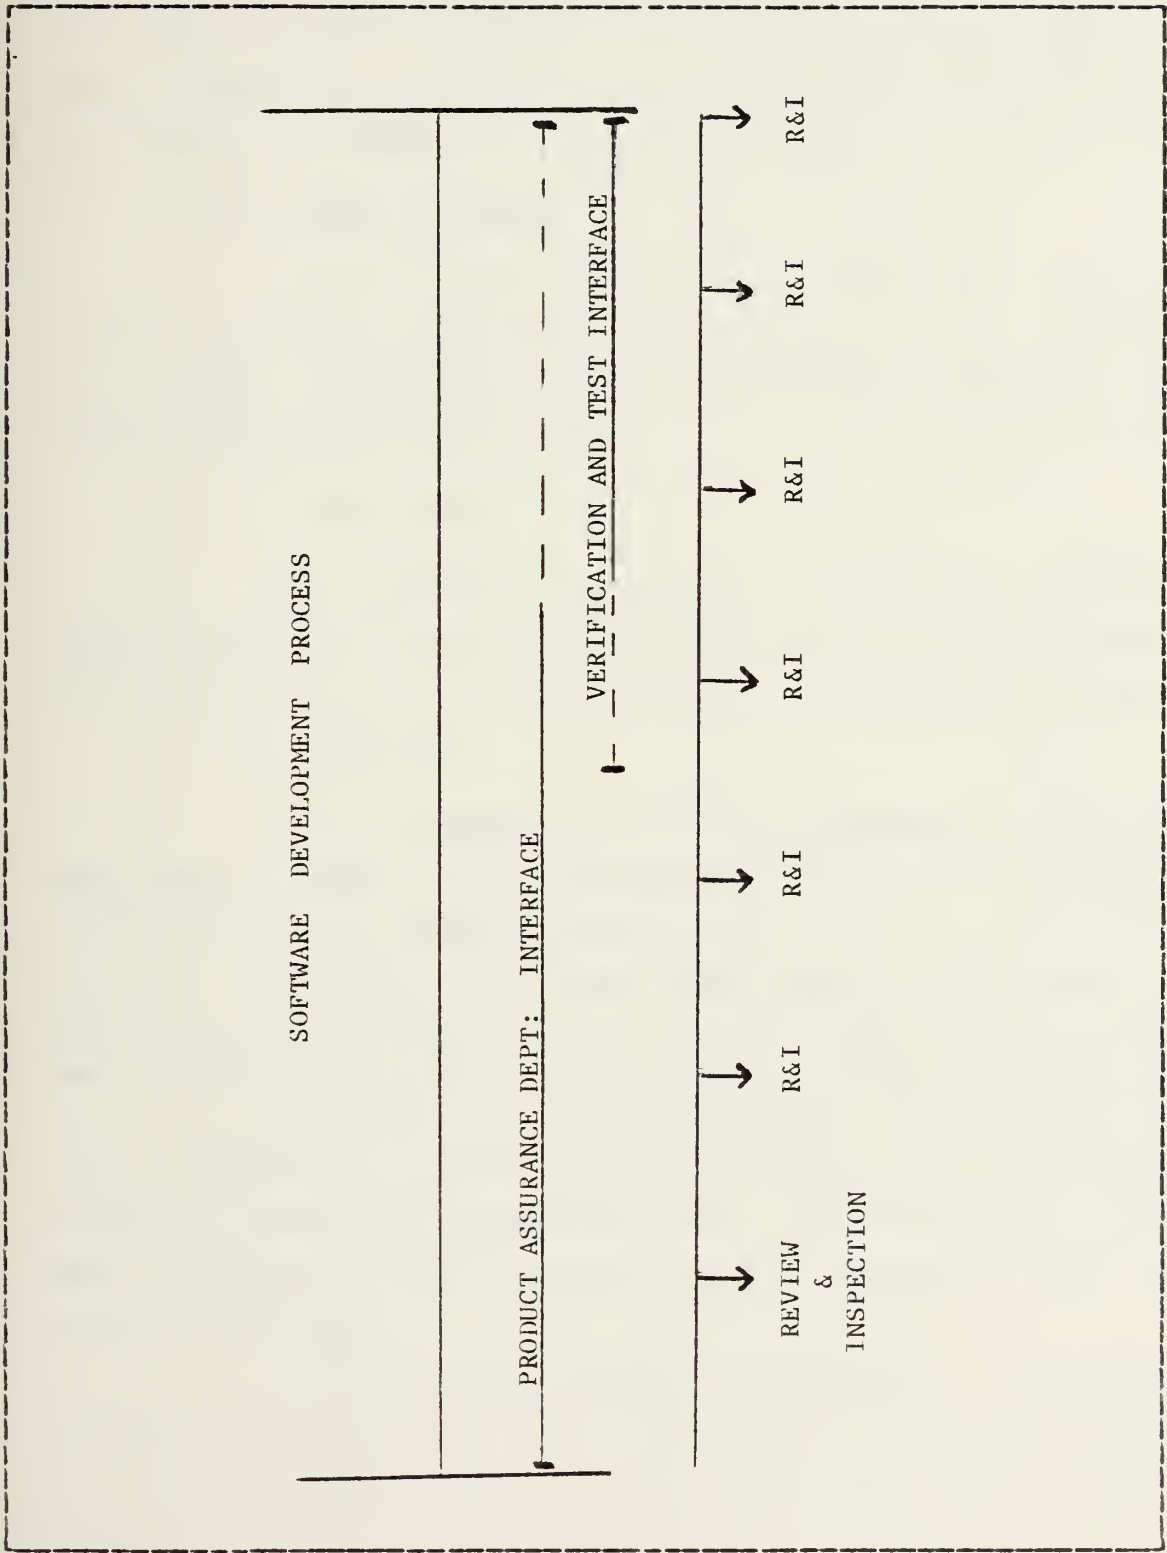 SOFTWARE DEVELOPMENT PROCESS
PRODUCT ASSURANCE DEPT: INTERFACE
VERIFICATION AND TEST INTERFACE
REVIEW
&
INSPECTION
R&I
R&I
R&I
R&I
R&I
R&I